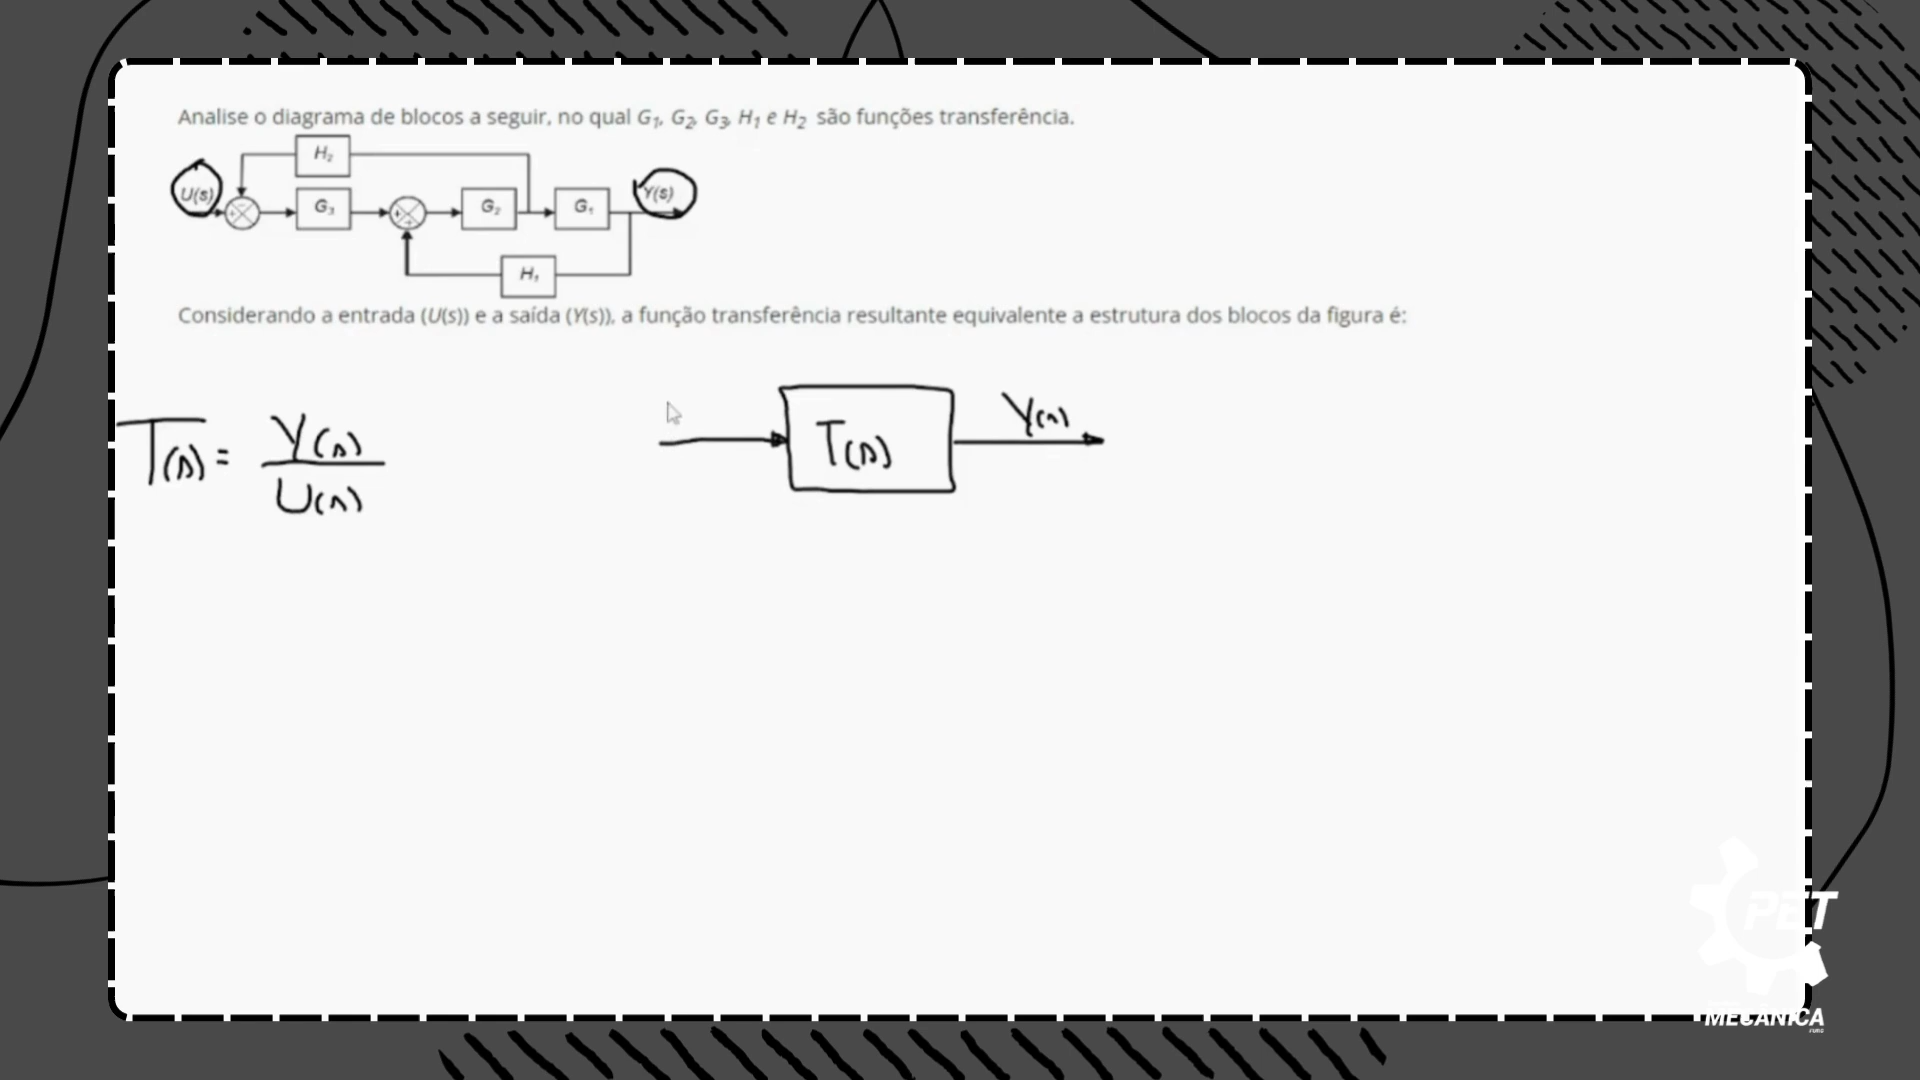 Analise o diagrama de blocos a seguir, no qual G₁, G₂, G₃, H₁ e H₂ são funções transferência.
H₂
U(s)
Y(s)
+ −
G₃
+ +
G₂
G₁
H₁
Considerando a entrada (U(s)) e a saída (Y(s)), a função transferência resultante equivalente a estrutura dos blocos da figura é:
T(s) = Y(s) / U(s)
T(s)
Y(s)
PET
MECÂNICA
FURG